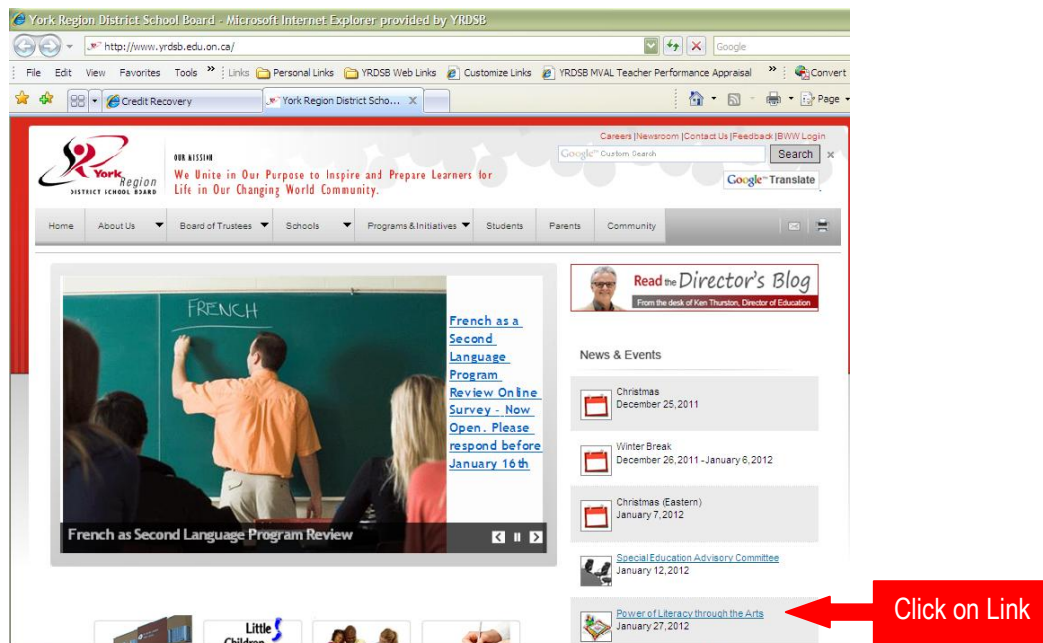 York Region District School Board - Microsoft Internet Explorer provided by YRDSB
http://www.yrdsb.edu.on.ca/
Google
File Edit View Favorites Tools » Links Personal Links YRDSB Web Links Customize Links YRDSB MVAL Teacher Performance Appraisal » Convert
Credit Recovery York Region District Scho... X Page
Careers |Newsroom |Contact Us |Feedback |BWW Login
York Region
DISTRICT SCHOOL BOARD
OUR MISSION
We Unite in Our Purpose to Inspire and Prepare Learners for
Life in Our Changing World Community.
Google™ Custom Search Search x
Google™ Translate
Home About Us Board of Trustees Schools Programs & Initiatives Students Parents Community
FRENCH
French as a
Second
Language
Program
Review Online
Survey - Now
Open. Please
respond before
January 16th
French as Second Language Program Review
Read the Director's Blog
From the desk of Ken Thurston, Director of Education
News & Events
Christmas
December 25, 2011
Winter Break
December 26, 2011 - January 6, 2012
Christmas (Eastern)
January 7, 2012
Special Education Advisory Committee
January 12, 2012
Power of Literacy through the Arts
January 27, 2012
Click on Link
Little
Children